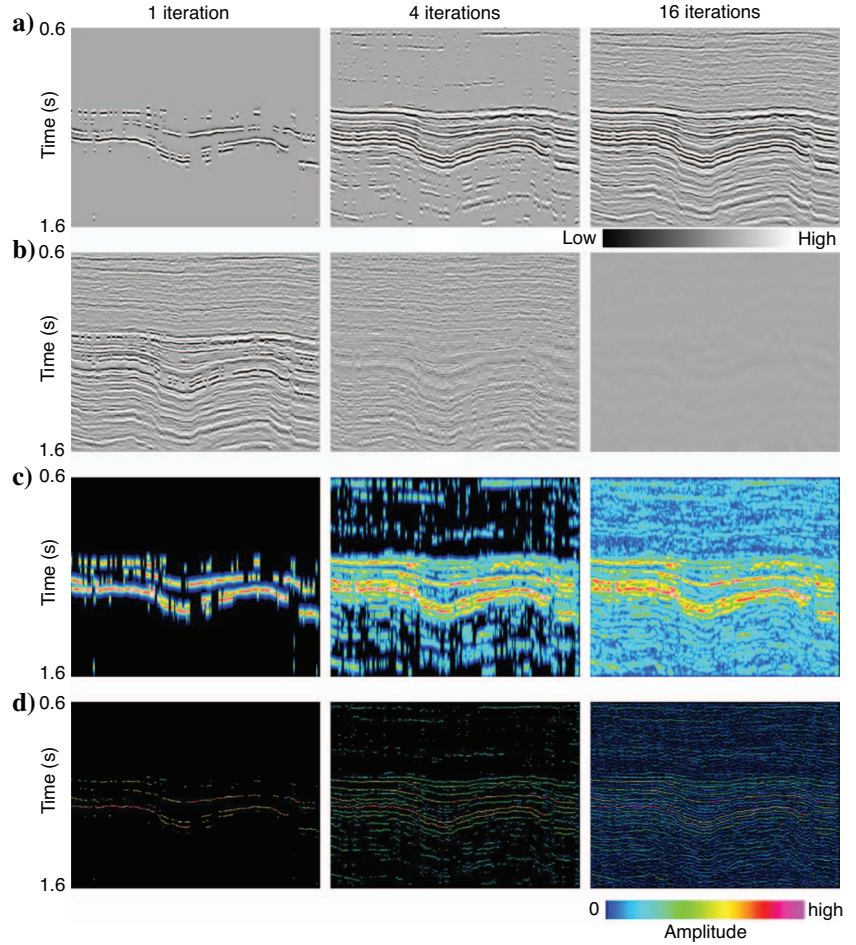 1 iteration 4 iterations 16 iterations
a) 0.6
Time (s)
1.6
Low High
b) 0.6
Time (s)
1.6
c) 0.6
Time (s)
1.6
d) 0.6
Time (s)
1.6
0 high
Amplitude